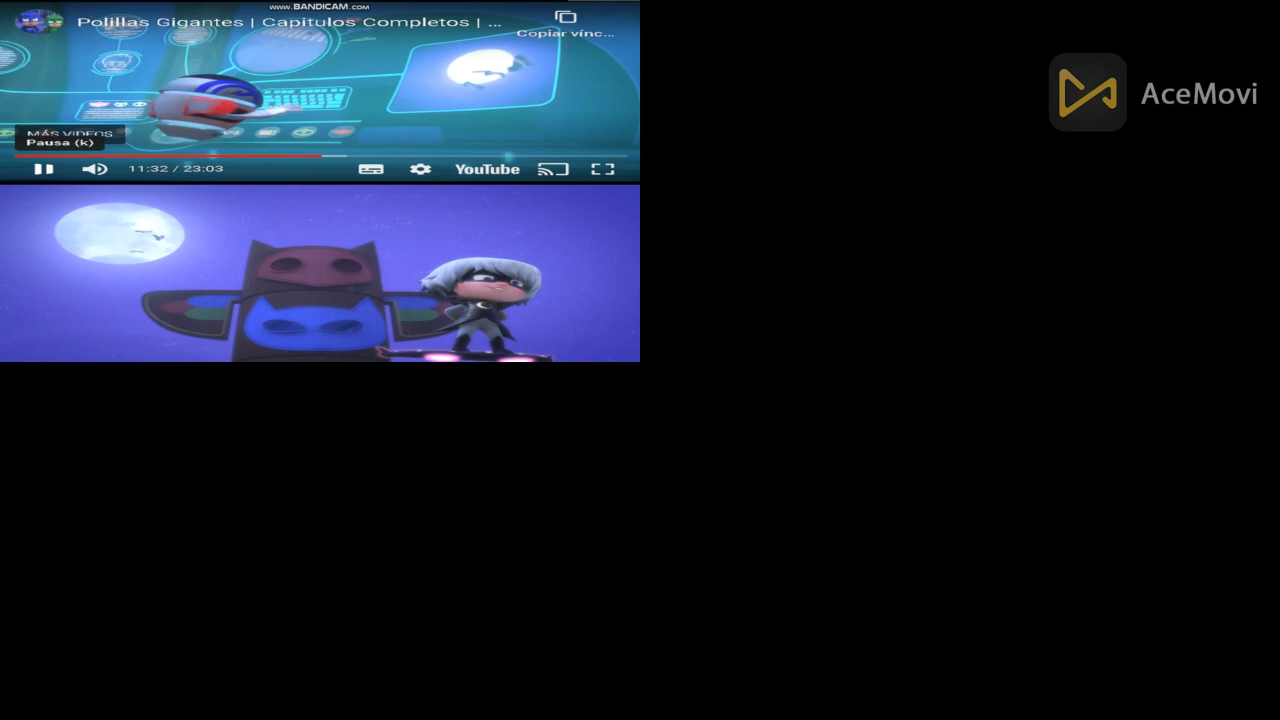 WWW.BANDICAM.COM
Polillas Gigantes | Capitulos Completos | ...
Copiar vínc...
MÁS VIDEOS
Pausa (k)
11:32 / 23:03
YouTube
AceMovi